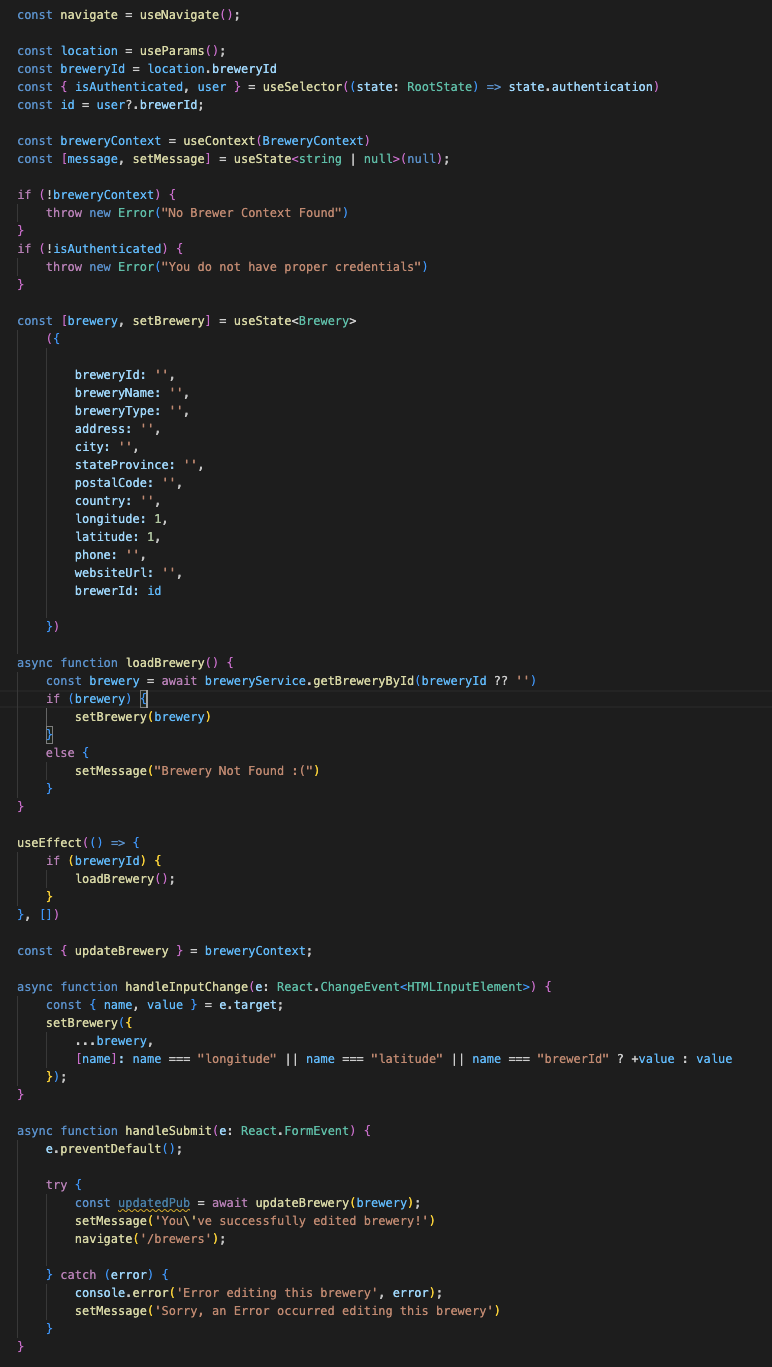 const navigate = useNavigate();

const location = useParams();
const breweryId = location.breweryId
const { isAuthenticated, user } = useSelector((state: RootState) => state.authentication)
const id = user?.brewerId;

const breweryContext = useContext(BreweryContext)
const [message, setMessage] = useState<string | null>(null);

if (!breweryContext) {
    throw new Error("No Brewer Context Found")
}
if (!isAuthenticated) {
    throw new Error("You do not have proper credentials")
}

const [brewery, setBrewery] = useState<Brewery>
    ({

        breweryId: '',
        breweryName: '',
        breweryType: '',
        address: '',
        city: '',
        stateProvince: '',
        postalCode: '',
        country: '',
        longitude: 1,
        latitude: 1,
        phone: '',
        websiteUrl: '',
        brewerId: id

    })

async function loadBrewery() {
    const brewery = await breweryService.getBreweryById(breweryId ?? '')
    if (brewery) {
        setBrewery(brewery)
    }
    else {
        setMessage("Brewery Not Found :(")
    }
}

useEffect(() => {
    if (breweryId) {
        loadBrewery();
    }
}, [])

const { updateBrewery } = breweryContext;

async function handleInputChange(e: React.ChangeEvent<HTMLInputElement>) {
    const { name, value } = e.target;
    setBrewery({
        ...brewery,
        [name]: name === "longitude" || name === "latitude" || name === "brewerId" ? +value : value
    });
}

async function handleSubmit(e: React.FormEvent) {
    e.preventDefault();

    try {
        const updatedPub = await updateBrewery(brewery);
        setMessage('You\'ve successfully edited brewery!')
        navigate('/brewers');

    } catch (error) {
        console.error('Error editing this brewery', error);
        setMessage('Sorry, an Error occurred editing this brewery')
    }
}